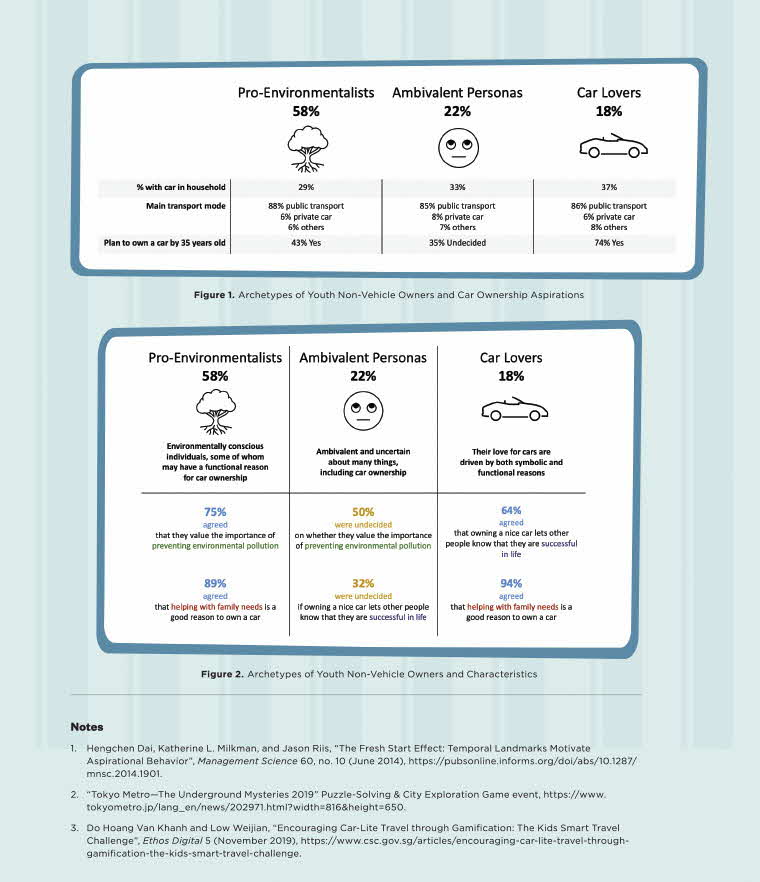 Pro-Environmentalists Ambivalent Personas Car Lovers
58% 22% 18%
% with car in household 29% 33% 37%
Main transport mode 88% public transport 85% public transport 86% public transport
6% private car 8% private car 6% private car
6% others 7% others 8% others
Plan to own a car by 35 years old 43% Yes 35% Undecided 74% Yes
Figure 1. Archetypes of Youth Non-Vehicle Owners and Car Ownership Aspirations
Pro-Environmentalists
58%
Environmentally conscious
individuals, some of whom
may have a functional reason
for car ownership
75%
agreed
that they value the importance of
preventing environmental pollution
89%
agreed
that helping with family needs is a
good reason to own a car
Ambivalent Personas
22%
Ambivalent and uncertain
about many things,
including car ownership
50%
were undecided
on whether they value the importance
of preventing environmental pollution
32%
were undecided
if owning a nice car lets other people
know that they are successful in life
Car Lovers
18%
Their love for cars are
driven by both symbolic and
functional reasons
64%
agreed
that owning a nice car lets other
people know that they are successful
in life
94%
agreed
that helping with family needs is a
good reason to own a car
Figure 2. Archetypes of Youth Non-Vehicle Owners and Characteristics
Notes
1. Hengchen Dai, Katherine L. Milkman, and Jason Riis, “The Fresh Start Effect: Temporal Landmarks Motivate
Aspirational Behavior”, Management Science 60, no. 10 (June 2014), https://pubsonline.informs.org/doi/abs/10.1287/
mnsc.2014.1901.
2. “Tokyo Metro—The Underground Mysteries 2019” Puzzle-Solving & City Exploration Game event, https://www.
tokyometro.jp/lang_en/news/202971.html?width=816&height=650.
3. Do Hoang Van Khanh and Low Weijian, “Encouraging Car-Lite Travel through Gamification: The Kids Smart Travel
Challenge”, Ethos Digital 5 (November 2019), https://www.csc.gov.sg/articles/encouraging-car-lite-travel-through-
gamification-the-kids-smart-travel-challenge.